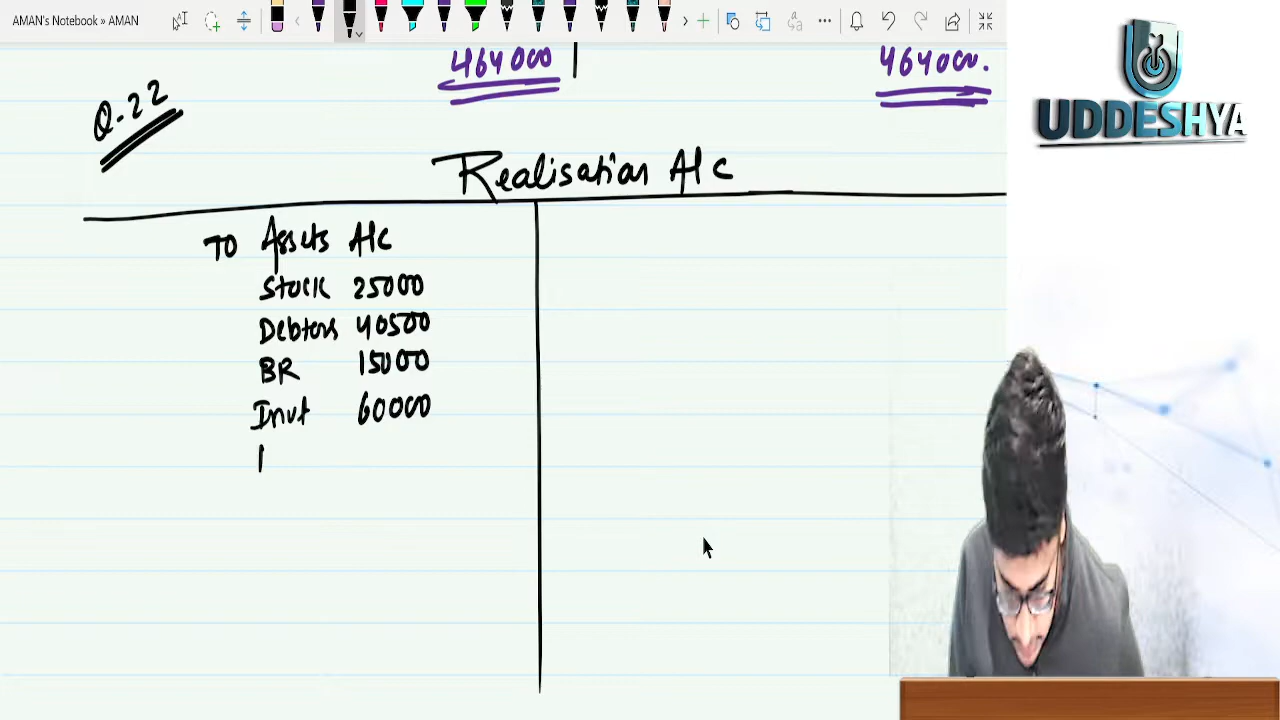 AMAN's Notebook » AMAN
464000
464000.
UDDESHYA
Q.22
Realisation A/c
TO Assets A/c
Stock 25000
Debtors 40500
BR 15000
Invt 60000